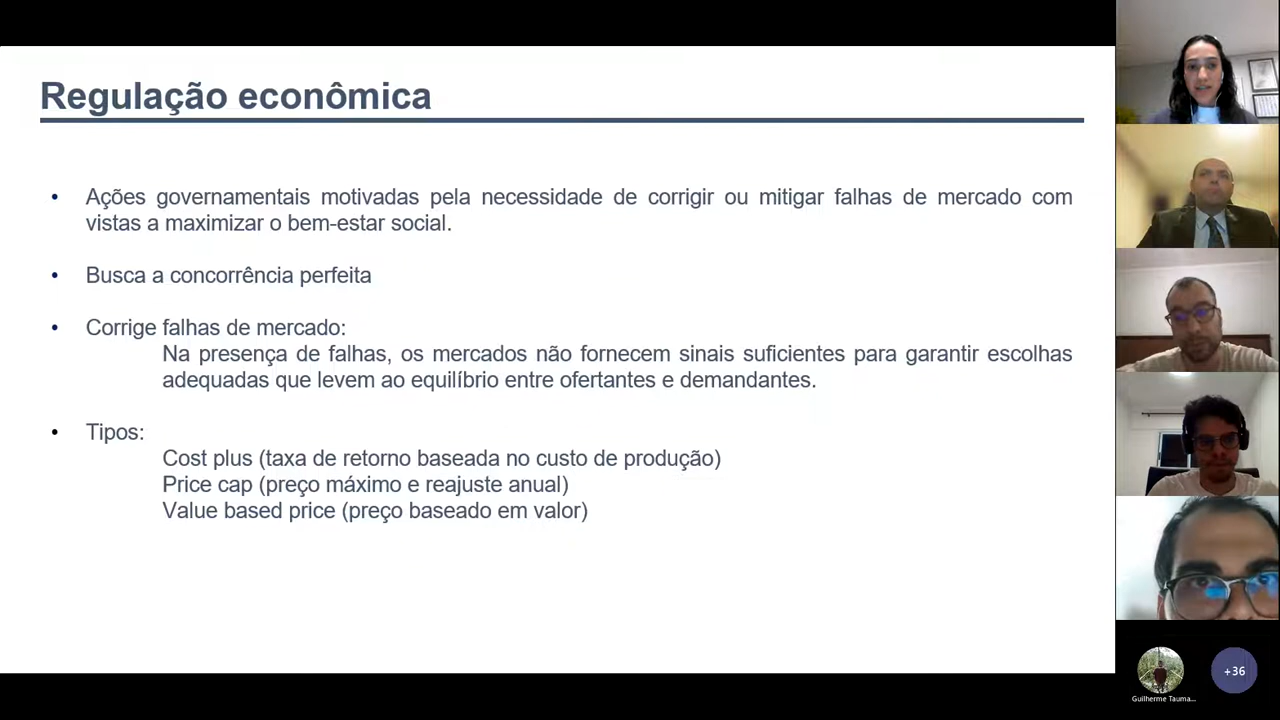 Regulação econômica
• Ações governamentais motivadas pela necessidade de corrigir ou mitigar falhas de mercado com
vistas a maximizar o bem-estar social.
• Busca a concorrência perfeita
• Corrige falhas de mercado:
Na presença de falhas, os mercados não fornecem sinais suficientes para garantir escolhas
adequadas que levem ao equilíbrio entre ofertantes e demandantes.
• Tipos:
Cost plus (taxa de retorno baseada no custo de produção)
Price cap (preço máximo e reajuste anual)
Value based price (preço baseado em valor)
+36
Guilherme Tauma...